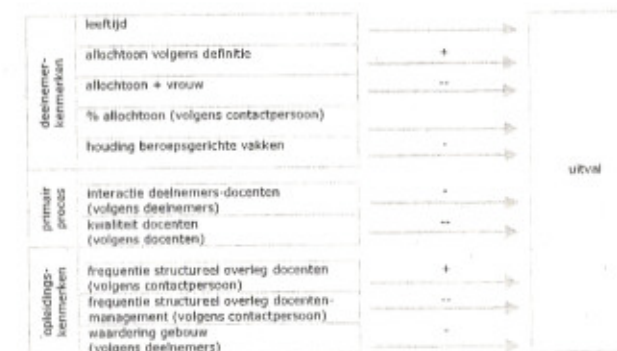 deelnemer-
kenmerken
leeftijd
allochtoon volgens definitie +
allochtoon + vrouw --
% allochtoon (volgens contactpersoon)
houding beroepsgerichte vakken -
primair
proces
interactie deelnemers-docenten -
(volgens deelnemers)
kwaliteit docenten --
(volgens docenten)
opleidings-
kenmerken
frequentie structureel overleg docenten +
(volgens contactpersoon)
frequentie structureel overleg docenten- --
management (volgens contactpersoon)
waardering gebouw -
(volgens deelnemers)
uitval